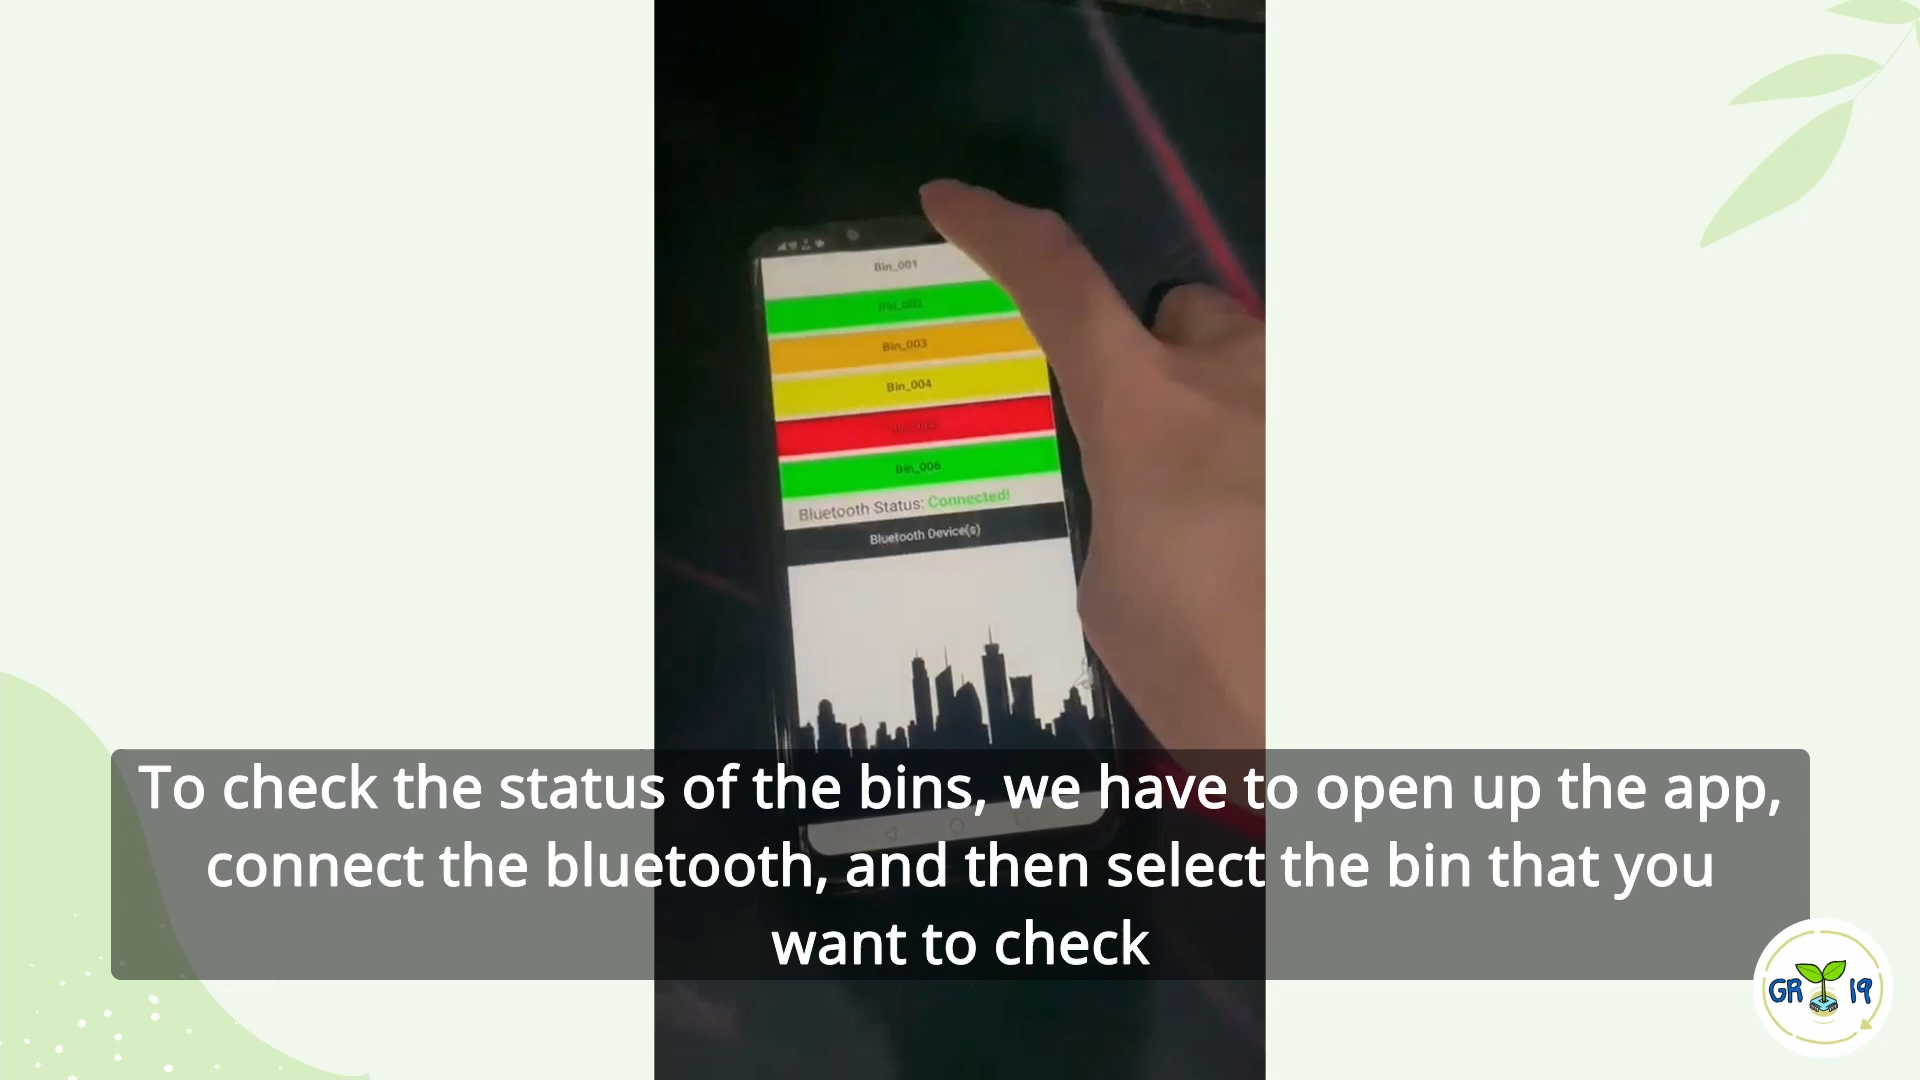 Bin_001
Bin_002
Bin_003
Bin_004
Bin_006
Bluetooth Status: Connected!
Bluetooth Device(s)
To check the status of the bins, we have to open up the app,
connect the bluetooth, and then select the bin that you
want to check
GR 19